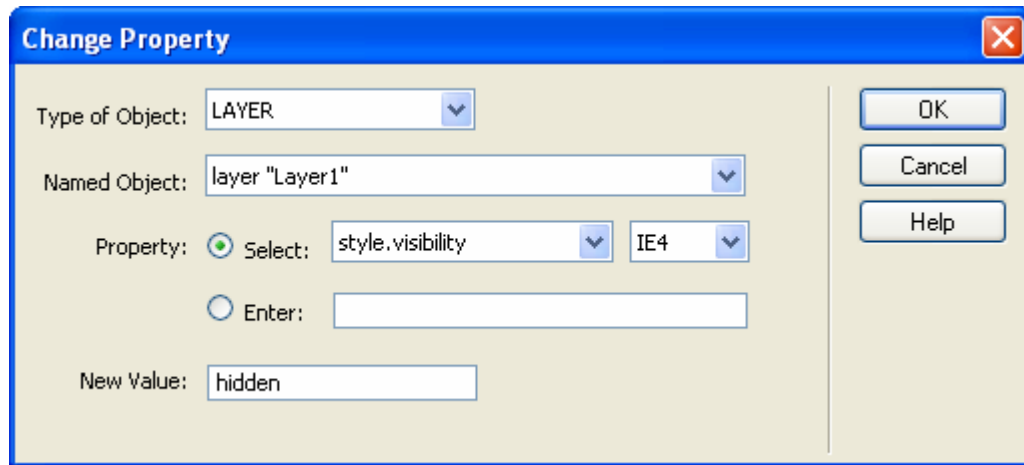 Change Property
Type of Object: LAYER
OK
Named Object: layer "Layer1"
Cancel
Property: Select: style.visibility IE4
Help
Enter:
New Value: hidden